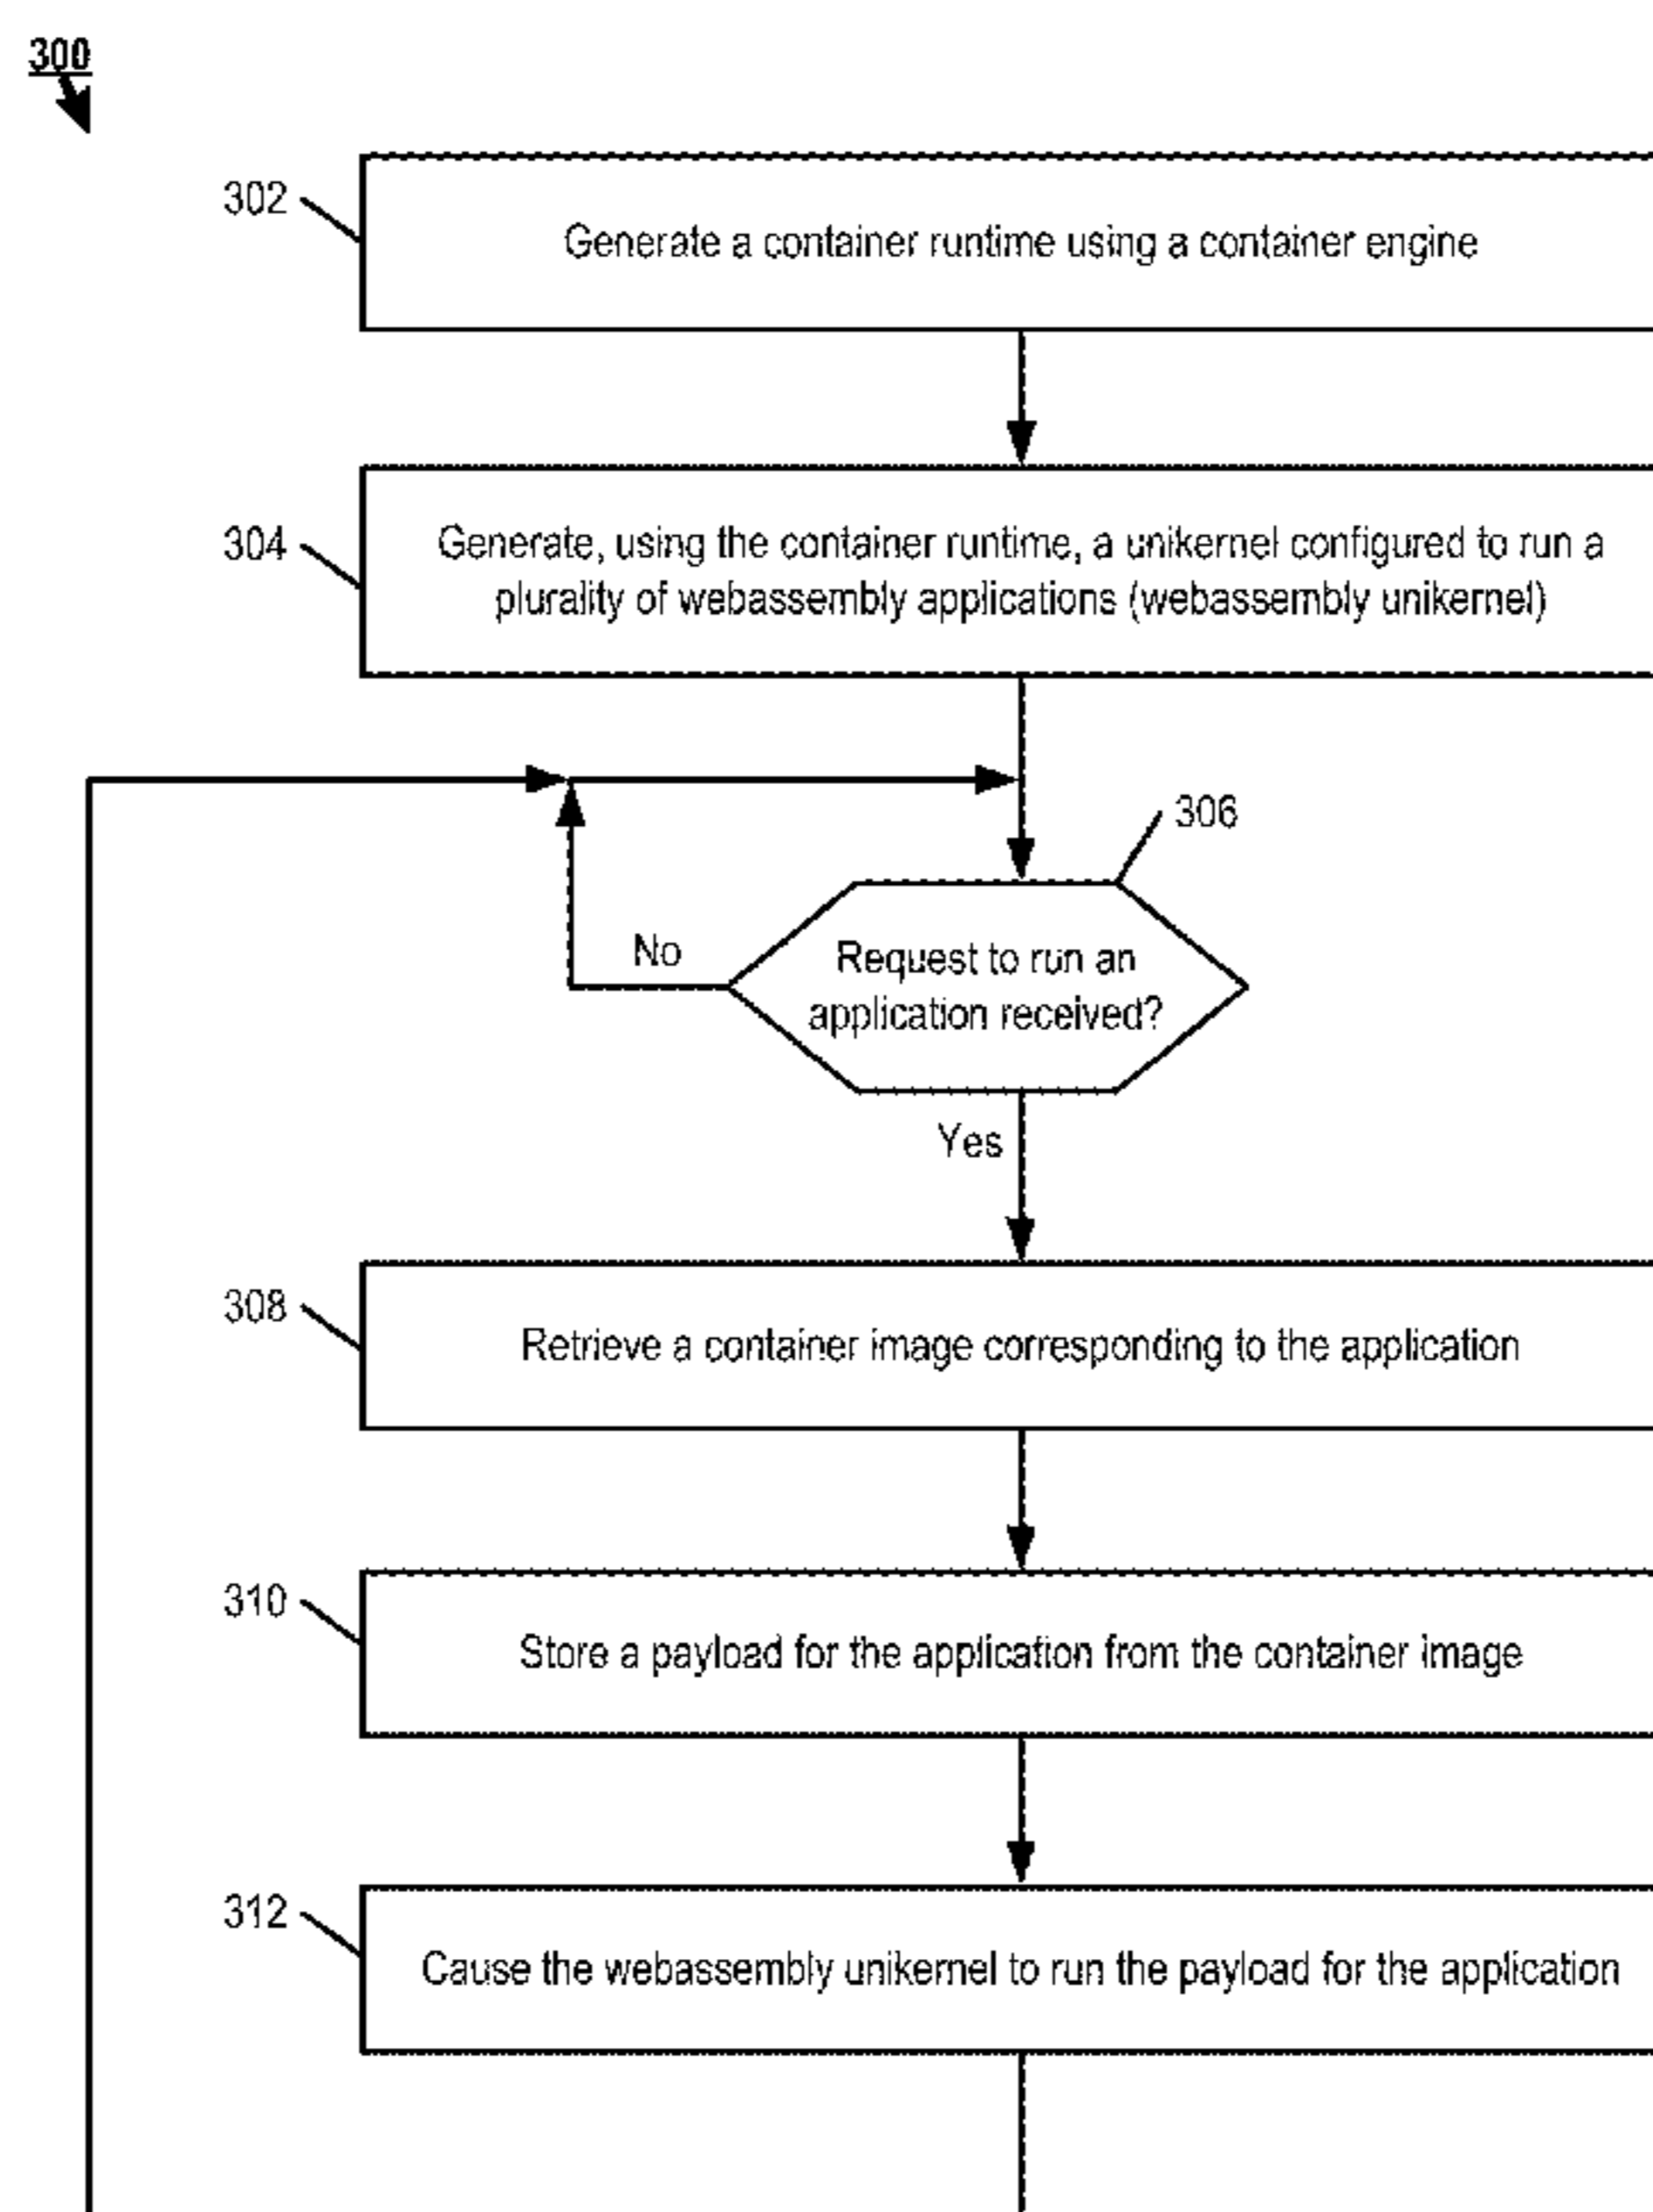 300
302
Generate a container runtime using a container engine
304
Generate, using the container runtime, a unikernel configured to run a
plurality of webassembly applications (webassembly unikernel)
306
No
Request to run an
application received?
Yes
308
Retrieve a container image corresponding to the application
310
Store a payload for the application from the container image
312
Cause the webassembly unikernel to run the payload for the application